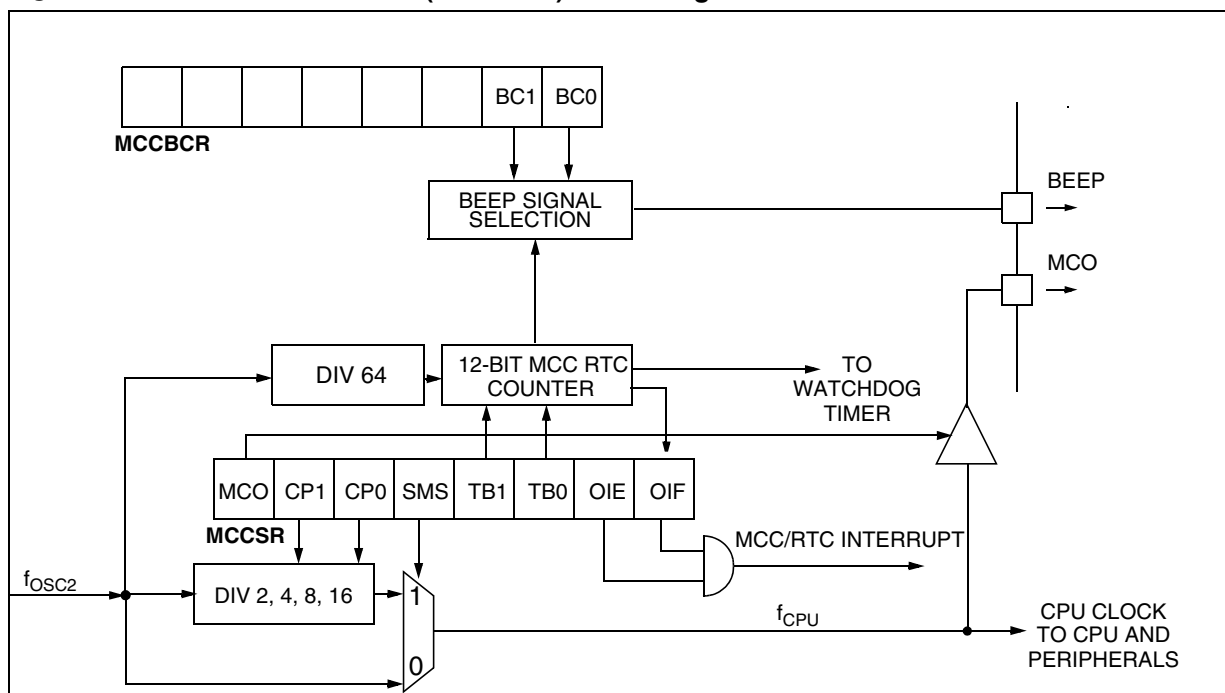 BC1 BC0
MCCBCR
BEEP SIGNAL
SELECTION
BEEP
MCO
DIV 64
12-BIT MCC RTC
COUNTER
TO
WATCHDOG
TIMER
MCO CP1 CP0 SMS TB1 TB0 OIE OIF
MCCSR
MCC/RTC INTERRUPT
fOSC2
DIV 2, 4, 8, 16
1
0
fCPU
CPU CLOCK
TO CPU AND
PERIPHERALS